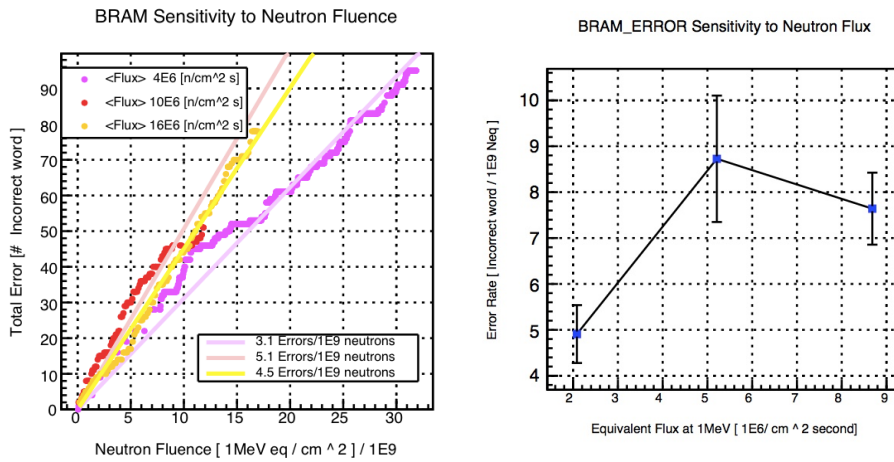 BRAM Sensitivity to Neutron Fluence
<Flux> 4E6 [n/cm^2 s]
<Flux> 10E6 [n/cm^2 s]
<Flux> 16E6 [n/cm^2 s]
Total Error [# Incorrect word ]
90
80
70
60
50
40
30
20
10
0
3.1 Errors/1E9 neutrons
5.1 Errors/1E9 neutrons
4.5 Errors/1E9 neutrons
0 5 10 15 20 25 30
Neutron Fluence [ 1MeV eq / cm ^ 2 ] / 1E9
BRAM_ERROR Sensitivity to Neutron Flux
Error Rate [ Incorrect word / 1E9 Neq ]
10
9
8
7
6
5
4
2 3 4 5 6 7 8 9
Equivalent Flux at 1MeV [ 1E6/ cm ^ 2 second]